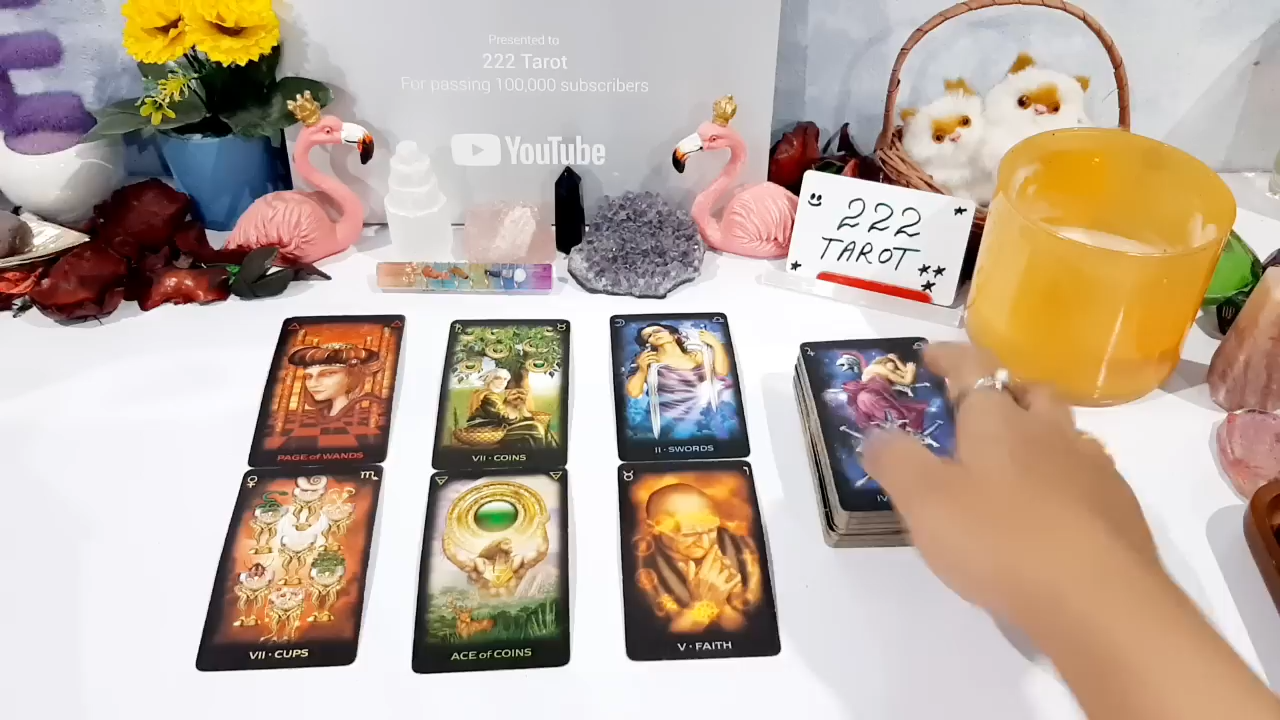 Presented to
222 Tarot
For passing 100,000 subscribers
YouTube
222
TAROT
PAGE of WANDS
VII · COINS
II · SWORDS
IV
VII · CUPS
ACE of COINS
V · FAITH